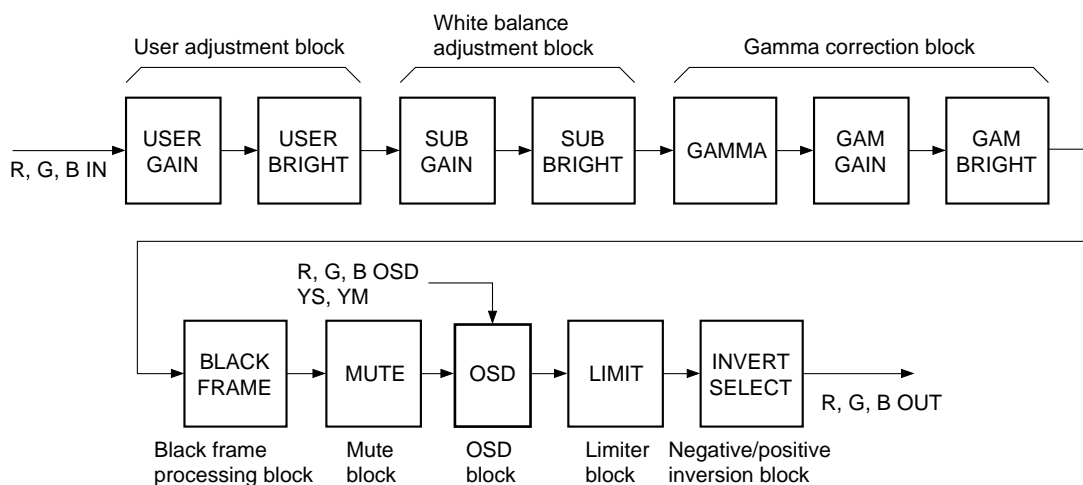 User adjustment block
White balance
adjustment block
Gamma correction block
R, G, B IN
USER
GAIN
USER
BRIGHT
SUB
GAIN
SUB
BRIGHT
GAMMA
GAM
GAIN
GAM
BRIGHT
R, G, B OSD
YS, YM
BLACK
FRAME
MUTE
OSD
LIMIT
INVERT
SELECT
R, G, B OUT
Black frame
processing block
Mute
block
OSD
block
Limiter
block
Negative/positive
inversion block